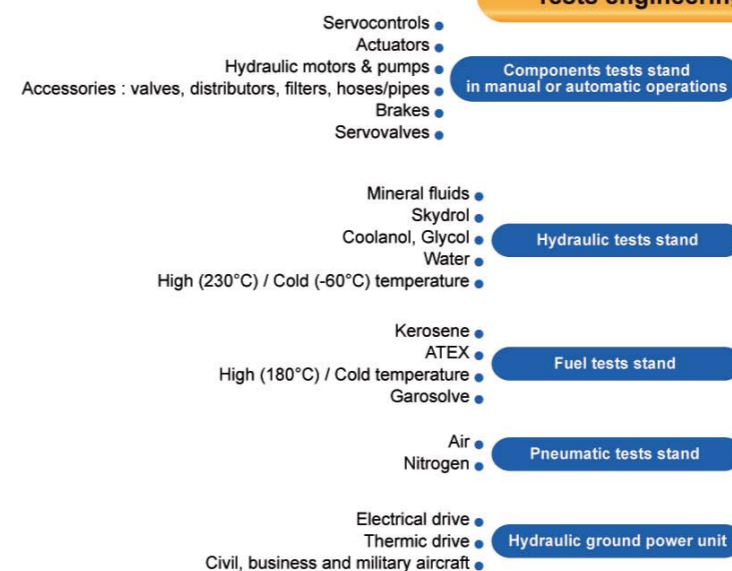 Tests engineering
Servocontrols
Actuators
Hydraulic motors & pumps
Accessories : valves, distributors, filters, hoses/pipes
Brakes
Servovalves
Components tests stand
in manual or automatic operations
Mineral fluids
Skydrol
Coolanol, Glycol
Water
High (230°C) / Cold (-60°C) temperature
Hydraulic tests stand
Kerosene
ATEX
High (180°C) / Cold temperature
Garosolve
Fuel tests stand
Air
Nitrogen
Pneumatic tests stand
Electrical drive
Thermic drive
Civil, business and military aircraft
Hydraulic ground power unit